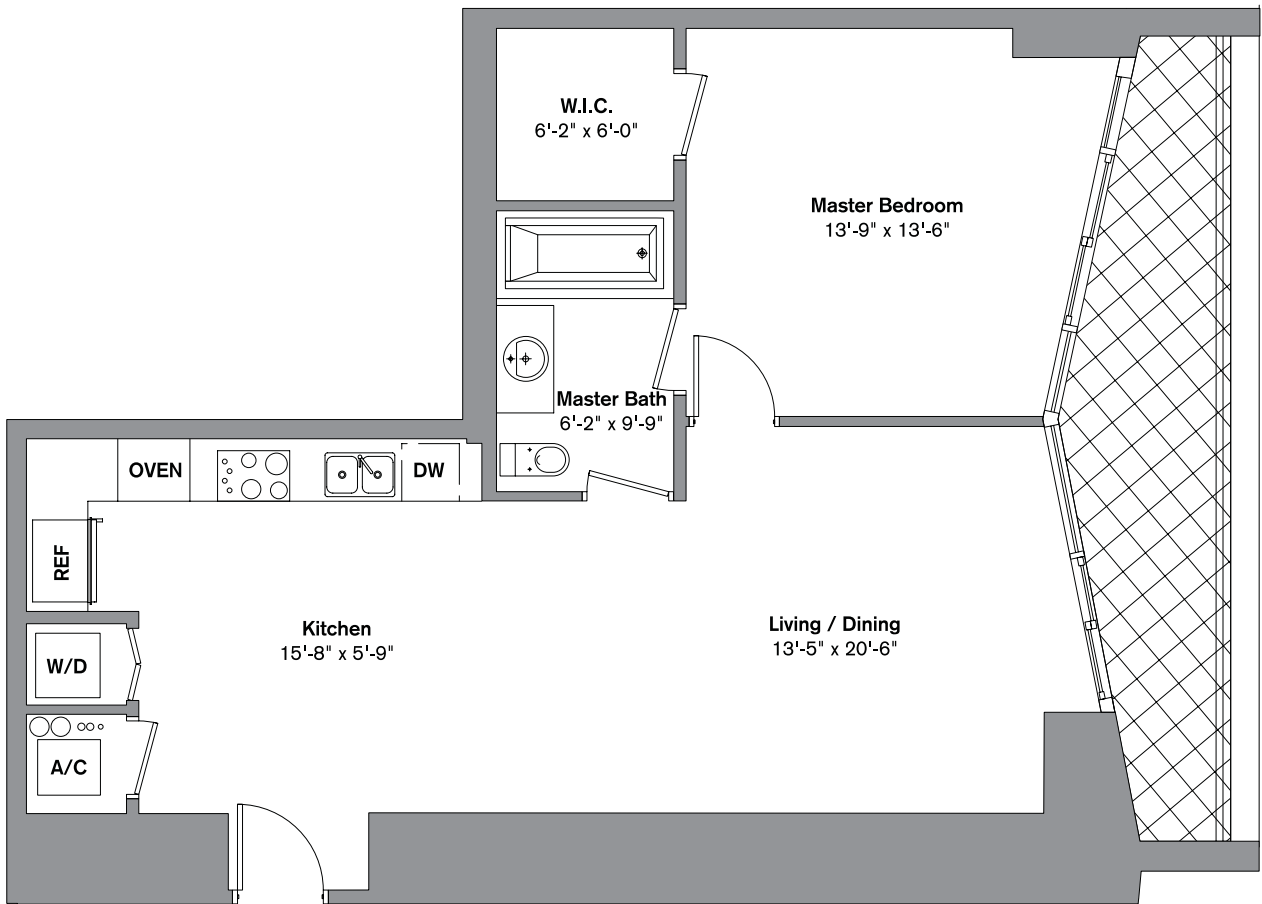 W.I.C.
6'-2" x 6'-0"
Master Bedroom
13'-9" x 13'-6"
Master Bath
6'-2" x 9'-9"
OVEN
DW
REF
Kitchen
15'-8" x 5'-9"
Living / Dining
13'-5" x 20'-6"
W/D
A/C